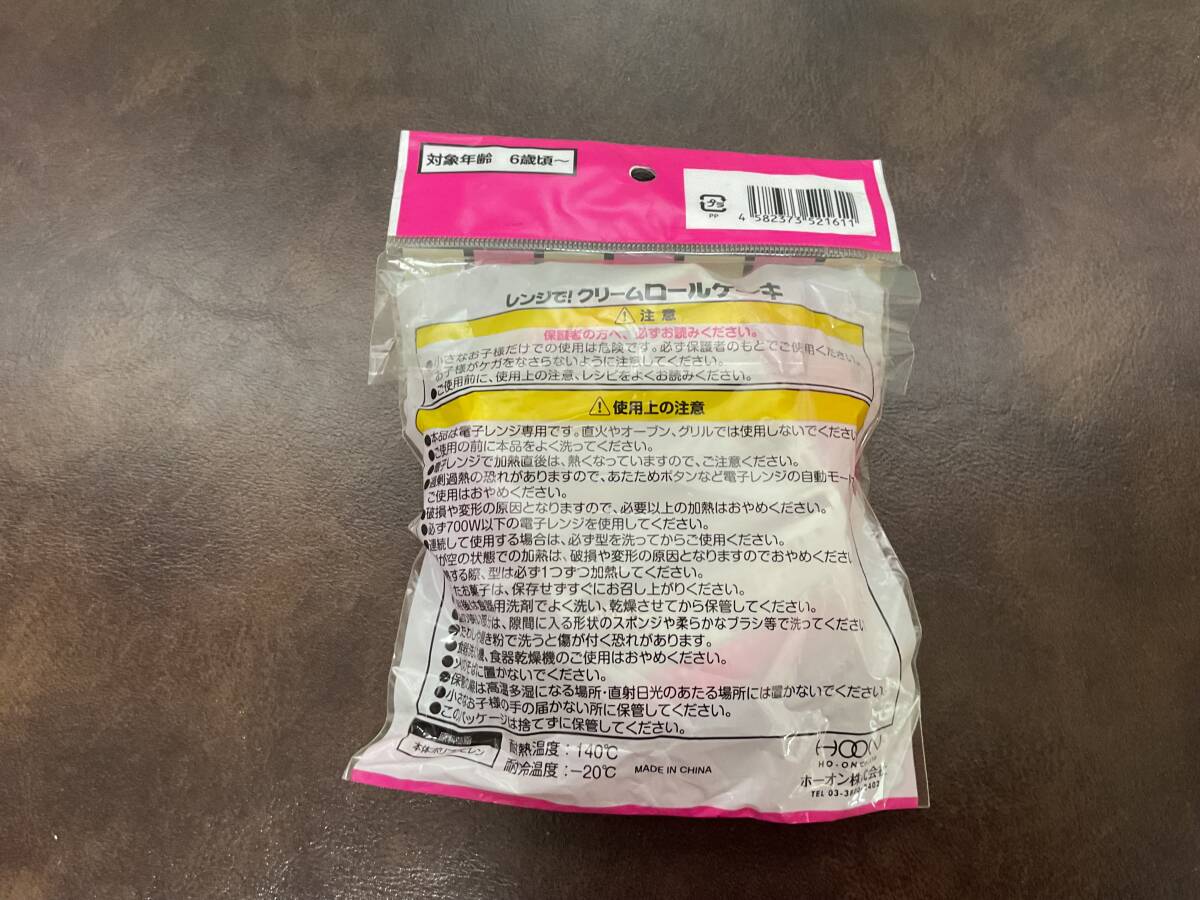 対象年齢 6歳頃〜
PP
4 582373 521611
レンジで!クリームロールケーキ
注意
保護者の方へ、必ずお読みください。
●小さなお子様だけでの使用は危険です。必ず保護者のもとでご使用ください。
お子様がケガをなさらないように注意してください。
●ご使用前に、使用上の注意、レシピをよくお読みください。
使用上の注意
●本品は電子レンジ専用です。直火やオーブン、グリルでは使用しないでくださ
●ご使用の前に本品をよく洗ってください。
●電子レンジで加熱直後は、熱くなっていますので、ご注意ください。
●過剰過熱の恐れがありますので、あたためボタンなど電子レンジの自動モード
ご使用はおやめください。
●破損や変形の原因となりますので、必要以上の加熱はおやめください。
●必ず700W以下の電子レンジを使用してください。
●連続して使用する場合は、必ず型を洗ってからご使用ください。
が空の状態での加熱は、破損や変形の原因となりますのでおやめください
する際、型は必ず1つずつ加熱してください。
たお菓子は、保存せずすぐにお召し上がりください。
後は食器用洗剤でよく洗い、乾燥させてから保管してください。
は、隙間に入る形状のスポンジや柔らかなブラシ等で洗ってくださ
き粉で洗うと傷が付く恐れがあります。
機、食器乾燥機のご使用はおやめください。
に置かないでください。
は高温多湿になる場所・直射日光のあたる場所には置かないでください
●小さなお子様の手の届かない所に保管してください。
●このパッケージは捨てずに保管してください。
耐熱温度:140℃
耐冷温度:−20℃
MADE IN CHINA
HOON
ホーオン株式会社
TEL 03-3